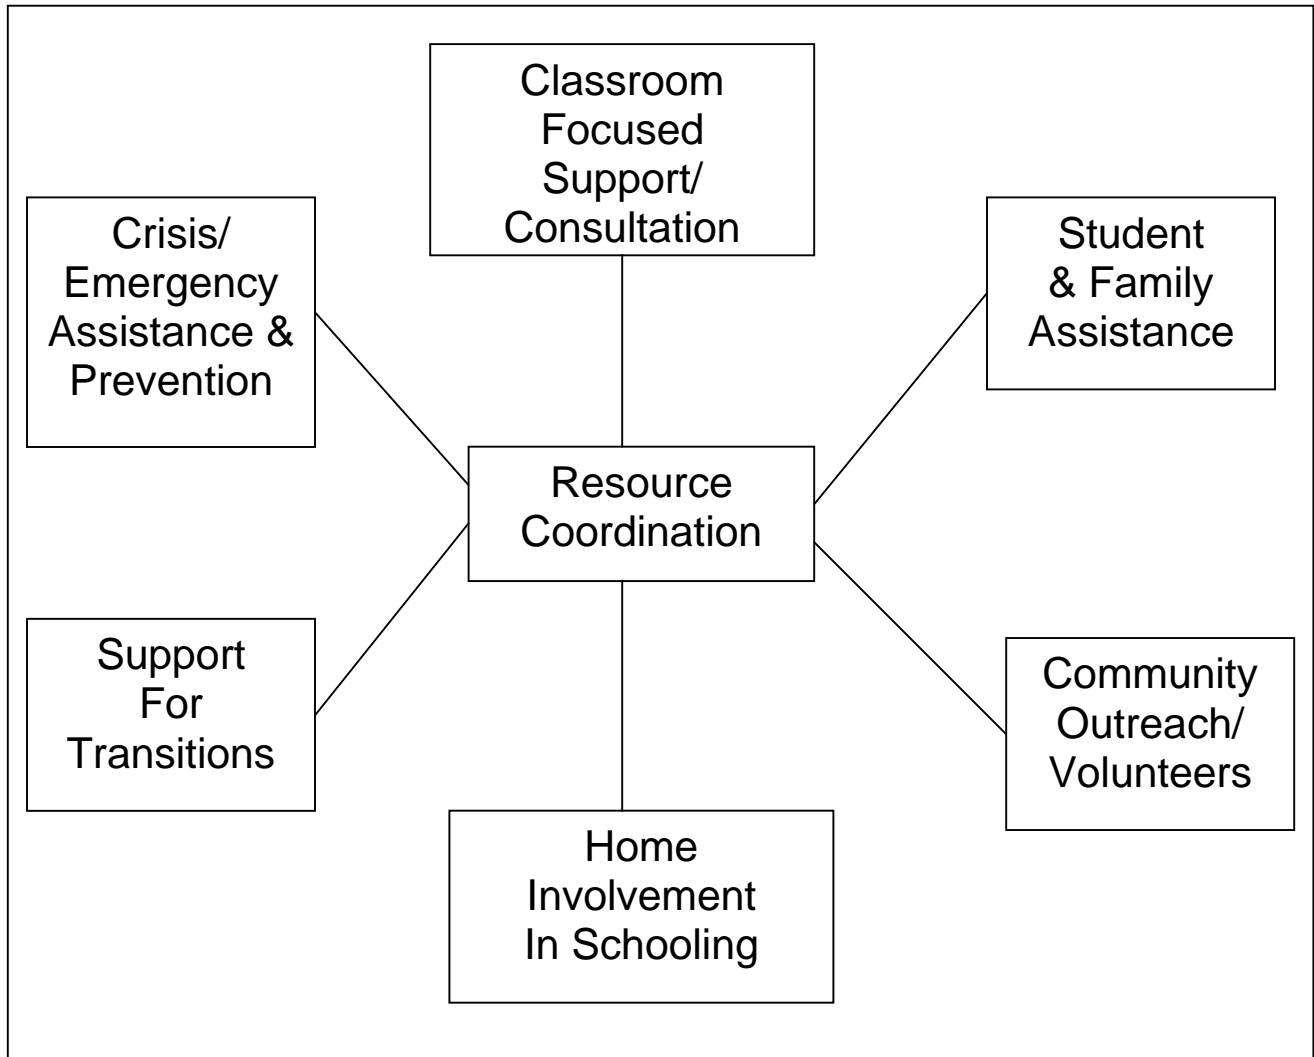 Classroom
Focused
Support/
Consultation
Crisis/
Emergency
Assistance &
Prevention
Student
& Family
Assistance
Resource
Coordination
Support
For
Transitions
Community
Outreach/
Volunteers
Home
Involvement
In Schooling